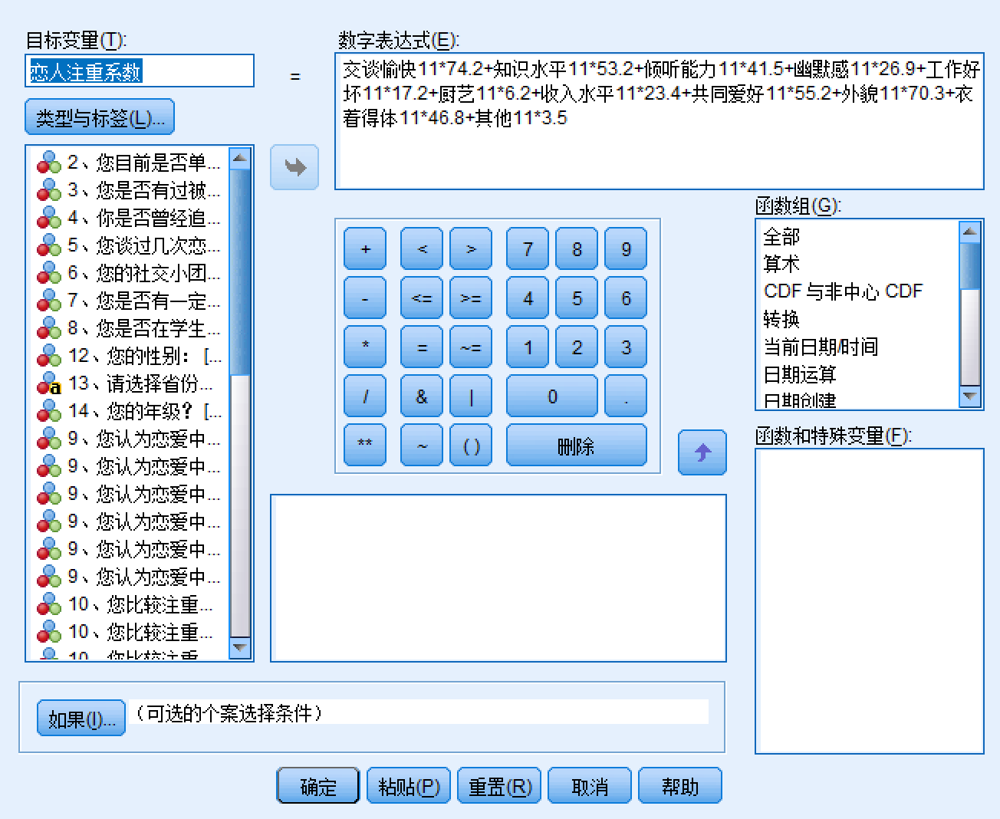 目标变量(T):
恋人注重系数
=
类型与标签(L)...
数字表达式(E):
交谈愉快11*74.2+知识水平11*53.2+倾听能力11*41.5+幽默感11*26.9+工作好
坏11*17.2+厨艺11*6.2+收入水平11*23.4+共同爱好11*55.2+外貌11*70.3+衣
着得体11*46.8+其他11*3.5
2、您目前是否单...
3、您是否有过被...
4、你是否曾经追...
5、您谈过几次恋...
6、您的社交小团...
7、您是否有一定...
8、您是否在学生...
12、您的性别： [...
13、请选择省份...
14、您的年级？ [...
9、您认为恋爱中...
9、您认为恋爱中...
9、您认为恋爱中...
9、您认为恋爱中...
9、您认为恋爱中...
9、您认为恋爱中...
10、您比较注重...
10、您比较注重...
10、您比较注重...
+ < > 7 8 9
- <= >= 4 5 6
* = ~= 1 2 3
/ & | 0 .
** ~ ( ) 删除
函数组(G):
全部
算术
CDF 与非中心 CDF
转换
当前日期/时间
日期运算
日期创建
函数和特殊变量(F):
如果(I)...
（可选的个案选择条件）
确定
粘贴(P)
重置(R)
取消
帮助